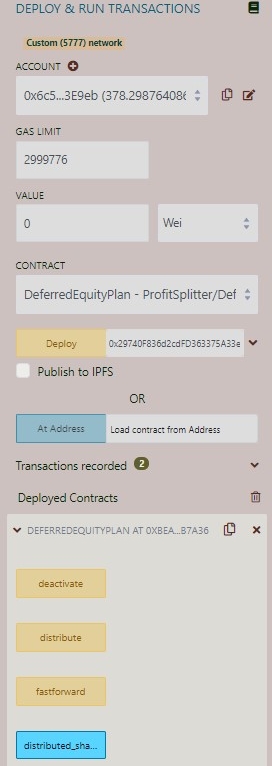 DEPLOY & RUN TRANSACTIONS
Custom (5777) network
ACCOUNT
0x6c5...3E9eb (378.298764086
GAS LIMIT
2999776
VALUE
0 Wei
CONTRACT
DeferredEquityPlan - ProfitSplitter/Def
Deploy 0x29740F836d2cdFD363375A33e
Publish to IPFS
OR
At Address Load contract from Address
Transactions recorded 2
Deployed Contracts
DEFERREDEQUITYPLAN AT 0XBEA...B7A36
deactivate
distribute
fastforward
distributed_sha...